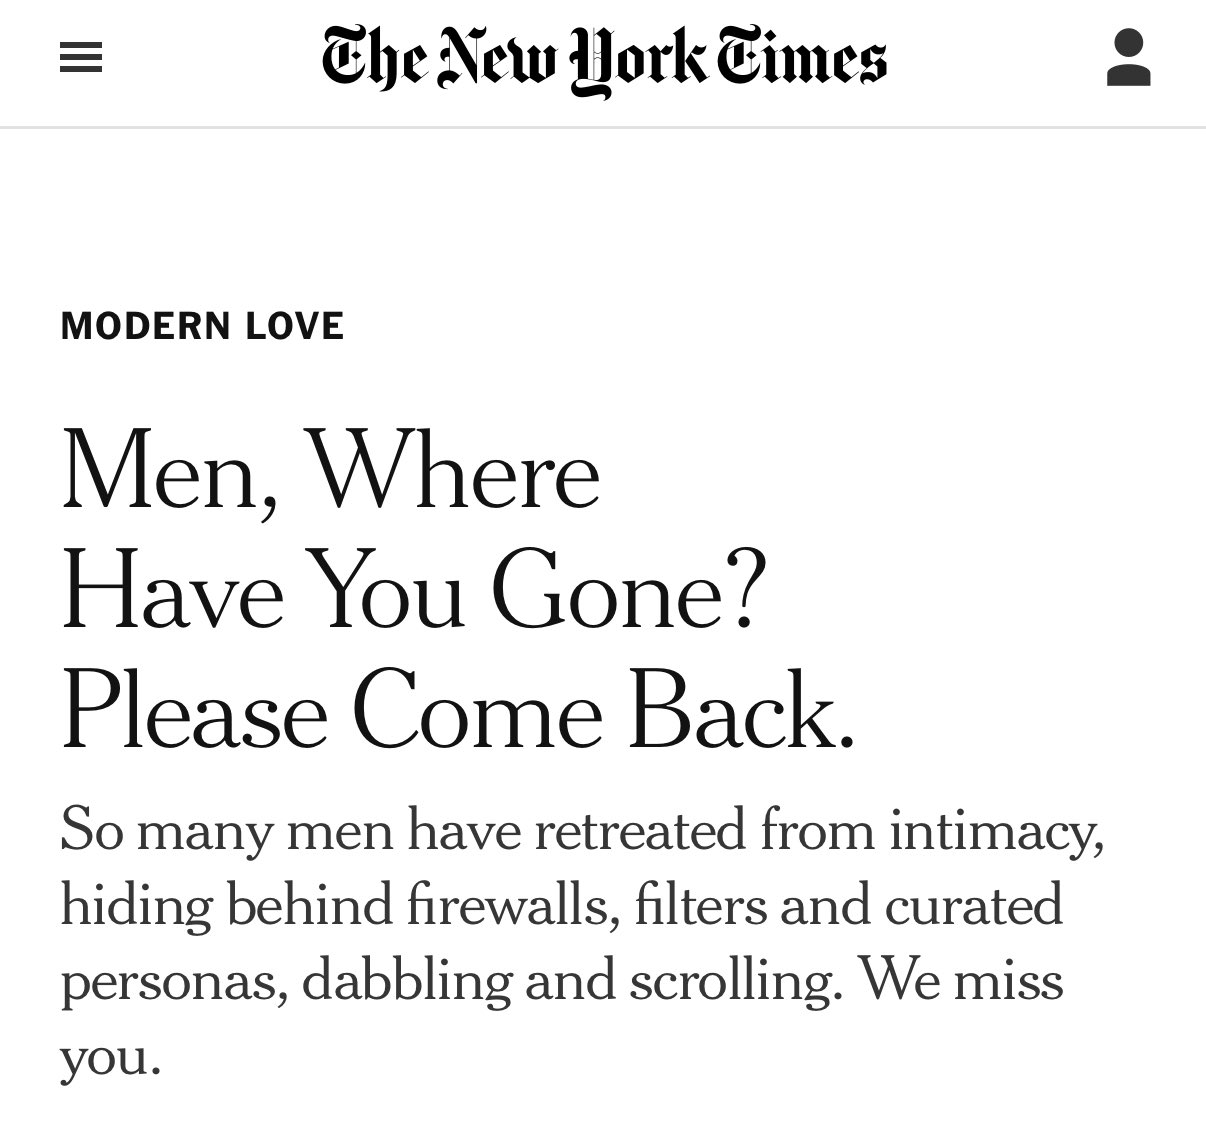 The New York Times
MODERN LOVE
Men, Where
Have You Gone?
Please Come Back.
So many men have retreated from intimacy,
hiding behind firewalls, filters and curated
personas, dabbling and scrolling. We miss
you.